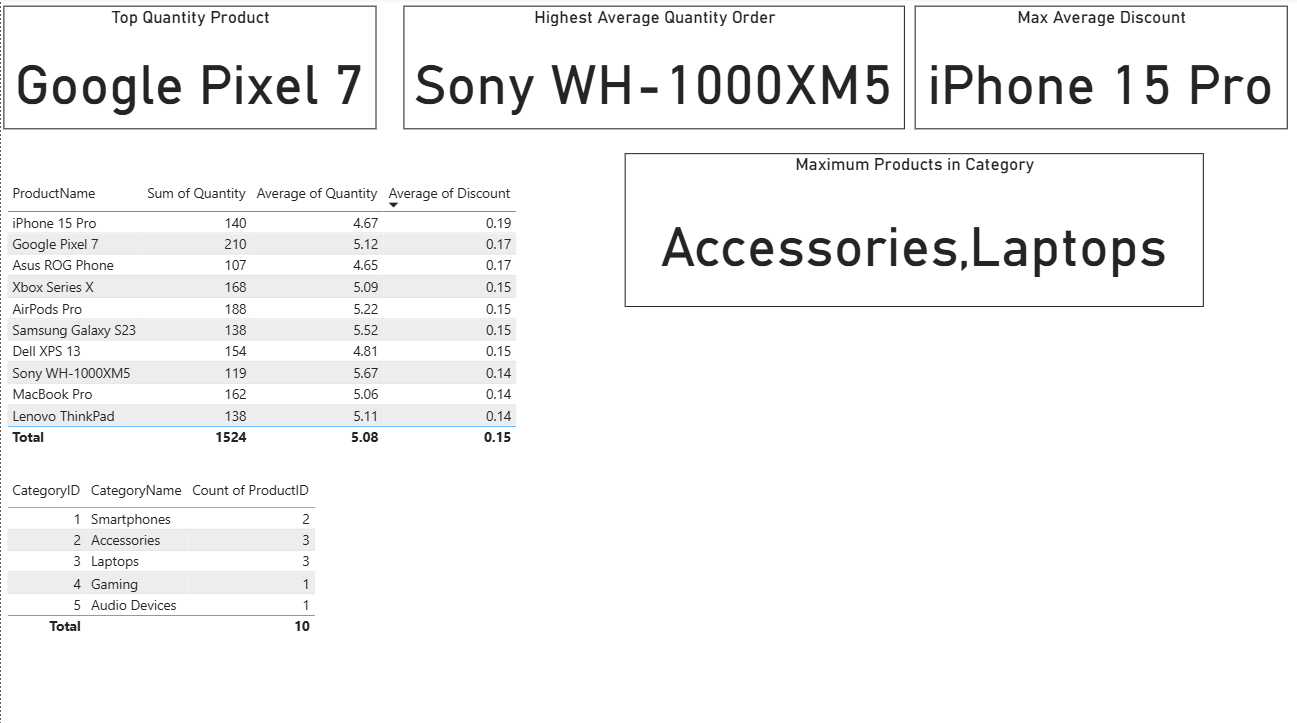 Top Quantity Product
Google Pixel 7
Highest Average Quantity Order
Sony WH-1000XM5
Max Average Discount
iPhone 15 Pro
Maximum Products in Category
Accessories,Laptops
ProductName Sum of Quantity Average of Quantity Average of Discount
iPhone 15 Pro 140 4.67 0.19
Google Pixel 7 210 5.12 0.17
Asus ROG Phone 107 4.65 0.17
Xbox Series X 168 5.09 0.15
AirPods Pro 188 5.22 0.15
Samsung Galaxy S23 138 5.52 0.15
Dell XPS 13 154 4.81 0.15
Sony WH-1000XM5 119 5.67 0.14
MacBook Pro 162 5.06 0.14
Lenovo ThinkPad 138 5.11 0.14
Total 1524 5.08 0.15
CategoryID CategoryName Count of ProductID
1 Smartphones 2
2 Accessories 3
3 Laptops 3
4 Gaming 1
5 Audio Devices 1
Total 10